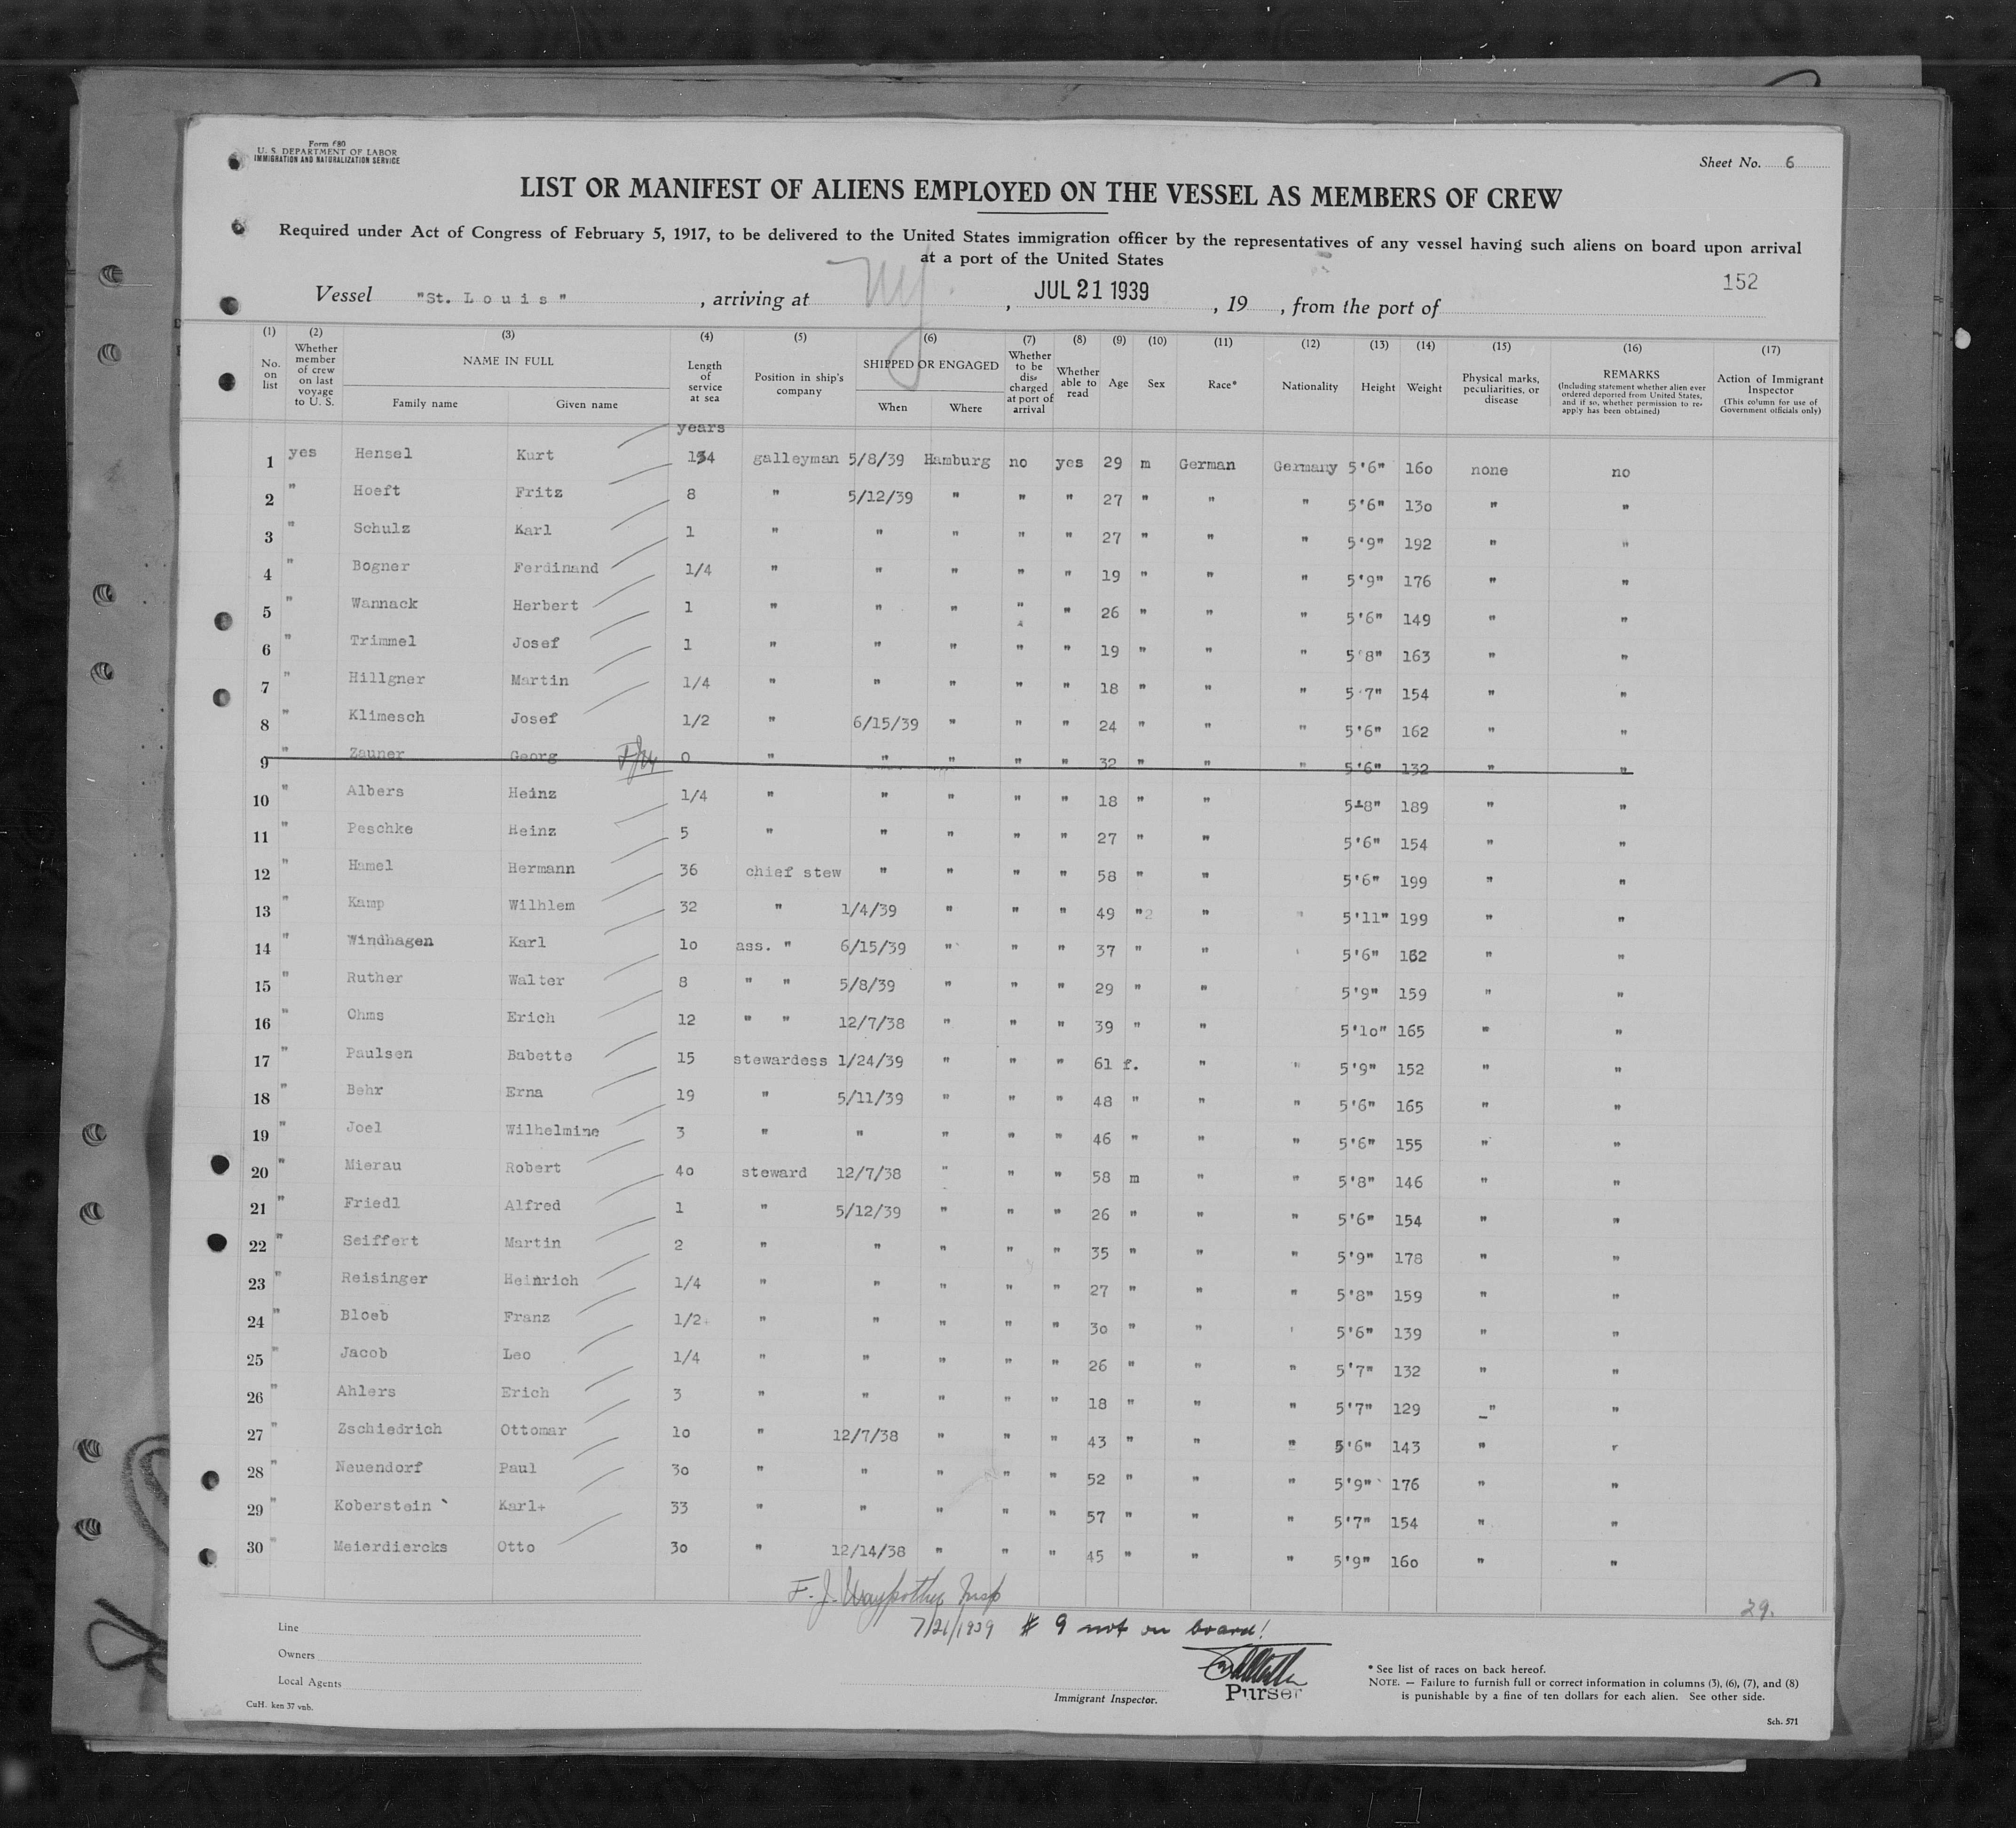 Form 680
U. S. DEPARTMENT OF LABOR
IMMIGRATION AND NATURALIZATION SERVICE
Sheet No. 6
LIST OR MANIFEST OF ALIENS EMPLOYED ON THE VESSEL AS MEMBERS OF CREW
Required under Act of Congress of February 5, 1917, to be delivered to the United States immigration officer by the representatives of any vessel having such aliens on board upon arrival
at a port of the United States
152
Vessel "St. Louis", arriving at NY, JUL 21 1939, 19, from the port of
(1) (2) (3) (4) (5) (6) (7) (8) (9) (10) (11) (12) (13) (14) (15) (16) (17)
No. on list
Whether member of crew on last voyage to U. S.
NAME IN FULL
Family name Given name
Length of service at sea
Position in ship's company
SHIPPED OR ENGAGED
When Where
Whether to be discharged at port of arrival
Whether able to read
Age
Sex
Race*
Nationality
Height
Weight
Physical marks, peculiarities, or disease
REMARKS
(Including statement whether alien ever ordered deported from United States, and if so, whether permission to re-apply has been obtained)
Action of Immigrant Inspector
(This column for use of Government officials only)
years
1 yes Hensel Kurt 134 galleyman 5/8/39 Hamburg no yes 29 m German Germany 5'6" 160 none no
2 " Hoeft Fritz 8 " 5/12/39 " " " 27 " " " 5'6" 130 " "
3 " Schulz Karl 1 " " " " " 27 " " " 5'9" 192 " "
4 " Bogner Ferdinand 1/4 " " " " " 19 " " " 5'9" 176 " "
5 " Wannack Herbert 1 " " " " " 26 " " " 5'6" 149 " "
6 " Trimmel Josef 1 " " " " " 19 " " " 5'8" 163 " "
7 " Hillgner Martin 1/4 " " " " " 18 " " " 5'7" 154 " "
8 " Klimesch Josef 1/2 " 6/15/39 " " " 24 " " " 5'6" 162 " "
9 " Zauner Georg 0 " " " " " 32 " " " 5'6" 132 " "
10 " Albers Heinz 1/4 " " " " " 18 " " 5'8" 189 " "
11 " Peschke Heinz 5 " " " " " 27 " " 5'6" 154 " "
12 " Hamel Hermann 36 chief stew " " " " 58 " " 5'6" 199 " "
13 " Kamp Wilhlem 32 " 1/4/39 " " " 49 " " " 5'11" 199 " "
14 " Windhagen Karl 10 ass. " 6/15/39 " " " 37 " " ' 5'6" 162 " "
15 " Ruther Walter 8 " " 5/8/39 " " " 29 " " 5'9" 159 " "
16 " Ohms Erich 12 " " 12/7/38 " " " 39 " " 5'10" 165 " "
17 " Paulsen Babette 15 stewardess 1/24/39 " " " 61 f. " " 5'9" 152 " "
18 " Behr Erna 19 " 5/11/39 " " " 48 " " " 5'6" 165 " "
19 " Joel Wilhelmine 3 " " " " " 46 " " " 5'6" 155 " "
20 " Mierau Robert 40 steward 12/7/38 " " " 58 m " " 5'8" 146 " "
21 " Friedl Alfred 1 " 5/12/39 " " " 26 " " " 5'6" 154 " "
22 " Seiffert Martin 2 " " " " " 35 " " " 5'9" 178 " "
23 " Reisinger Heinrich 1/4 " " " " " 27 " " " 5'8" 159 " "
24 " Bloeb Franz 1/2 " " " " " 30 " " ' 5'6" 139 " "
25 " Jacob Leo 1/4 " " " " " 26 " " " 5'7" 132 " "
26 " Ahlers Erich 3 " " " " " 18 " " " 5'7" 129 " "
27 " Zschiedrich Ottomar 10 " 12/7/38 " " " 43 " " " 5'6" 143 " "
28 " Neuendorf Paul 30 " " " " " 52 " " " 5'9" 176 " "
29 " Koberstein Karl+ 33 " " " " " 57 " " " 5'7" 154 " "
30 " Meierdiercks Otto 30 " 12/14/38 " " " 45 " " " 5'9" 160 " "
F. J. Insp
7/21/1939 # 9 not on board!
29.
Line
Owners
Local Agents
Immigrant Inspector.
Purser
* See list of races on back hereof.
NOTE. — Failure to furnish full or correct information in columns (3), (6), (7), and (8)
is punishable by a fine of ten dollars for each alien. See other side.
CuH. ken 37 vnb.
Sch. 571